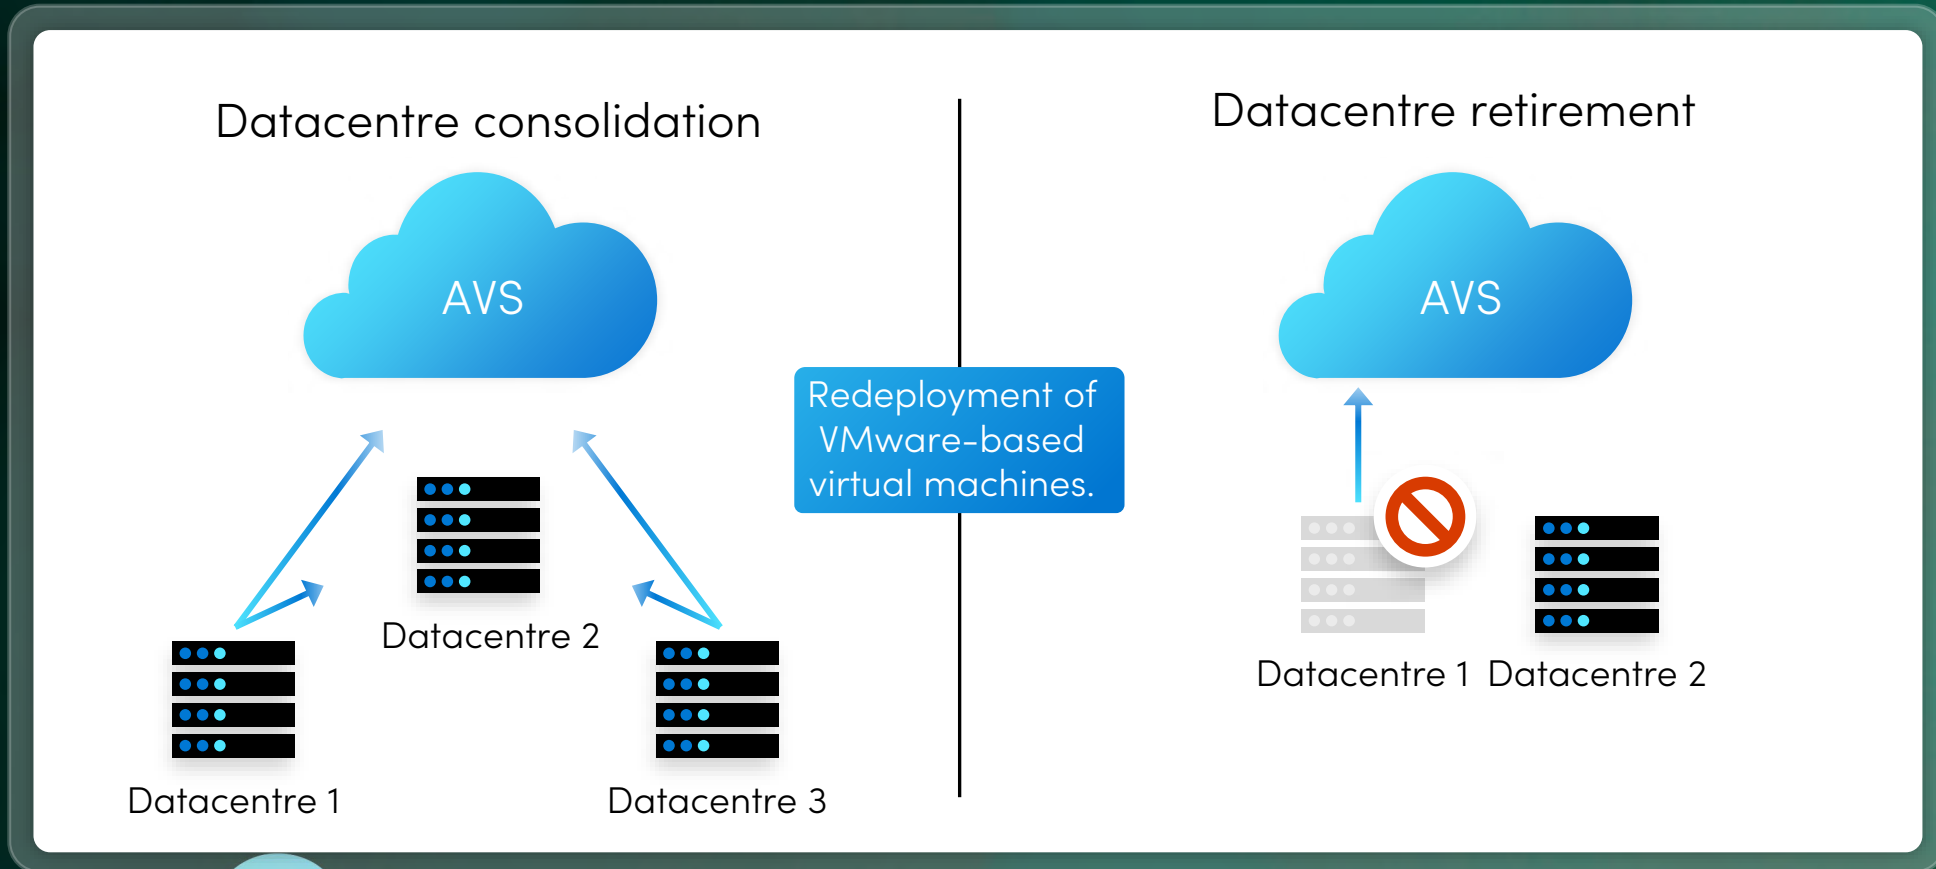 Datacentre consolidation
AVS
Datacentre 2
Datacentre 1
Datacentre 3
Redeployment of
VMware-based
virtual machines.
Datacentre retirement
AVS
Datacentre 1
Datacentre 2